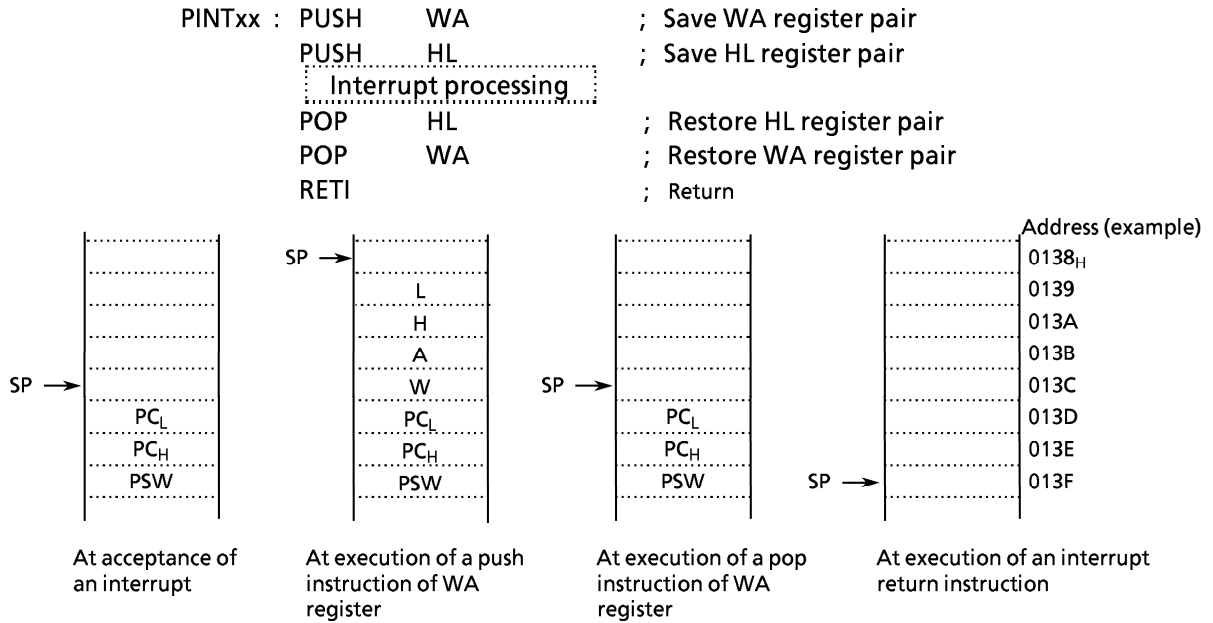 PINTxx : PUSH WA ; Save WA register pair
PUSH HL ; Save HL register pair
Interrupt processing
POP HL ; Restore HL register pair
POP WA ; Restore WA register pair
RETI ; Return
Address (example)
SP 0138H
L 0139
H 013A
A 013B
SP W SP 013C
PCL PCL PCL 013D
PCH PCH PCH 013E
PSW PSW PSW SP 013F
At acceptance of
an interrupt
At execution of a push
instruction of WA
register
At execution of a pop
instruction of WA
register
At execution of an interrupt
return instruction